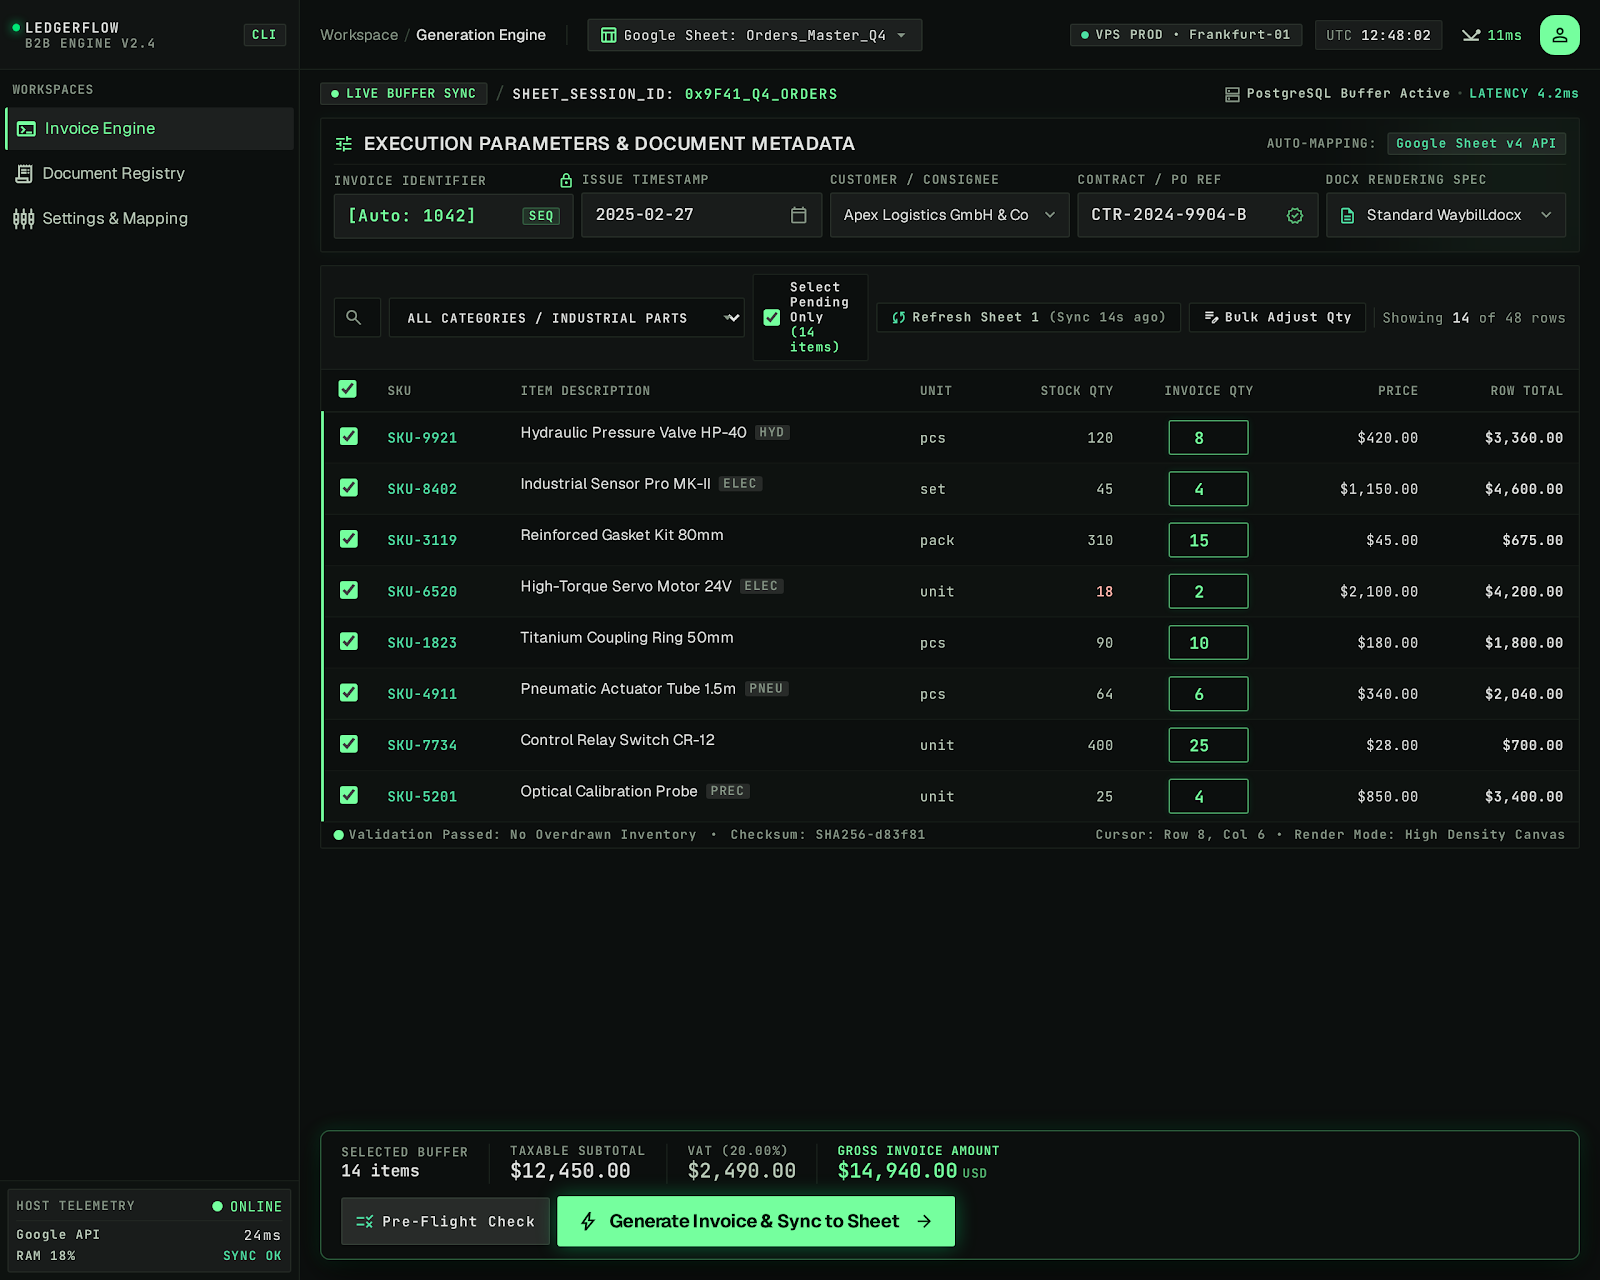 LEDGERFLOW
B2B ENGINE V2.4
CLI
Workspace / Generation Engine
Google Sheet: Orders_Master_Q4
VPS PROD • Frankfurt-01
UTC 12:48:02
11ms
WORKSPACES
Invoice Engine
Document Registry
Settings & Mapping
LIVE BUFFER SYNC / SHEET_SESSION_ID: 0x9F41_Q4_ORDERS
PostgreSQL Buffer Active • LATENCY 4.2ms
EXECUTION PARAMETERS & DOCUMENT METADATA
AUTO-MAPPING: Google Sheet v4 API
INVOICE IDENTIFIER
[Auto: 1042] SEQ
ISSUE TIMESTAMP
2025-02-27
CUSTOMER / CONSIGNEE
Apex Logistics GmbH & Co
CONTRACT / PO REF
CTR-2024-9904-B
DOCX RENDERING SPEC
Standard Waybill.docx
ALL CATEGORIES / INDUSTRIAL PARTS
Select
Pending
Only
(14
items)
Refresh Sheet 1 (Sync 14s ago)
Bulk Adjust Qty
Showing 14 of 48 rows
SKU ITEM DESCRIPTION UNIT STOCK QTY INVOICE QTY PRICE ROW TOTAL
SKU-9921 Hydraulic Pressure Valve HP-40 HYD pcs 120 8 $420.00 $3,360.00
SKU-8402 Industrial Sensor Pro MK-II ELEC set 45 4 $1,150.00 $4,600.00
SKU-3119 Reinforced Gasket Kit 80mm pack 310 15 $45.00 $675.00
SKU-6520 High-Torque Servo Motor 24V ELEC unit 18 2 $2,100.00 $4,200.00
SKU-1823 Titanium Coupling Ring 50mm pcs 90 10 $180.00 $1,800.00
SKU-4911 Pneumatic Actuator Tube 1.5m PNEU pcs 64 6 $340.00 $2,040.00
SKU-7734 Control Relay Switch CR-12 unit 400 25 $28.00 $700.00
SKU-5201 Optical Calibration Probe PREC unit 25 4 $850.00 $3,400.00
Validation Passed: No Overdrawn Inventory • Checksum: SHA256-d83f81
Cursor: Row 8, Col 6 • Render Mode: High Density Canvas
SELECTED BUFFER
14 items
TAXABLE SUBTOTAL
$12,450.00
VAT (20.00%)
$2,490.00
GROSS INVOICE AMOUNT
$14,940.00 USD
Pre-Flight Check
Generate Invoice & Sync to Sheet
HOST TELEMETRY ONLINE
Google API 24ms
RAM 18% SYNC OK